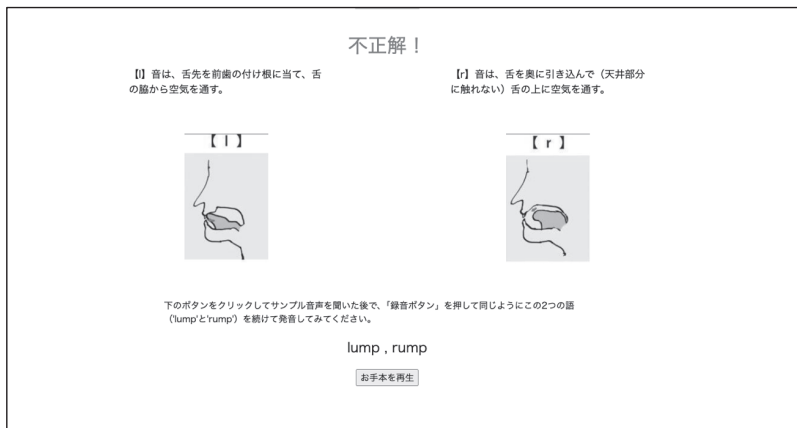 不正解！
【l】音は、舌先を前歯の付け根に当て、舌
の脇から空気を通す。
【r】音は、舌を奥に引き込んで（天井部分
に触れない）舌の上に空気を通す。
【 l 】
【 r 】
下のボタンをクリックしてサンプル音声を聞いた後で、「録音ボタン」を押して同じようにこの2つの語
（'lump'と'rump'）を続けて発音してみてください。
lump , rump
お手本を再生